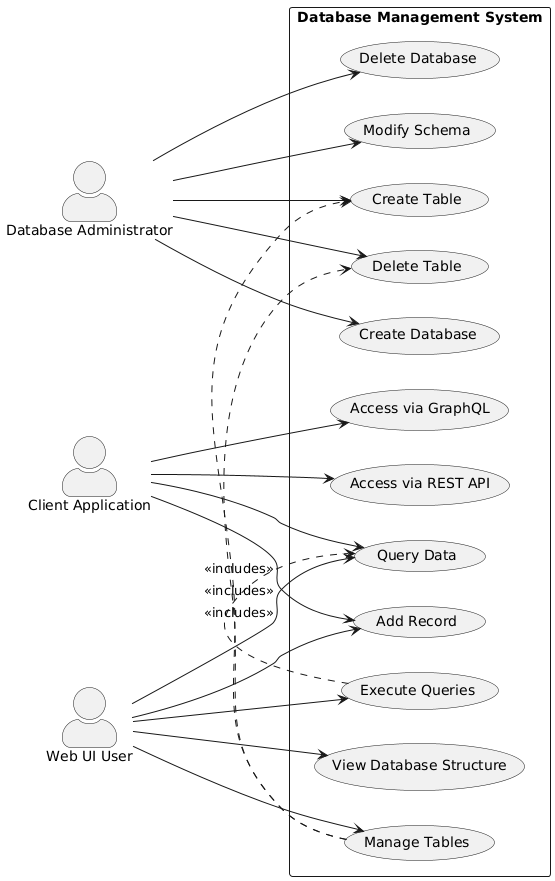 Database Management System
Delete Database
Modify Schema
Create Table
Database Administrator
Delete Table
Create Database
Access via GraphQL
Access via REST API
Client Application
Query Data
«includes»
«includes»
«includes»
Add Record
Execute Queries
Web UI User
View Database Structure
Manage Tables